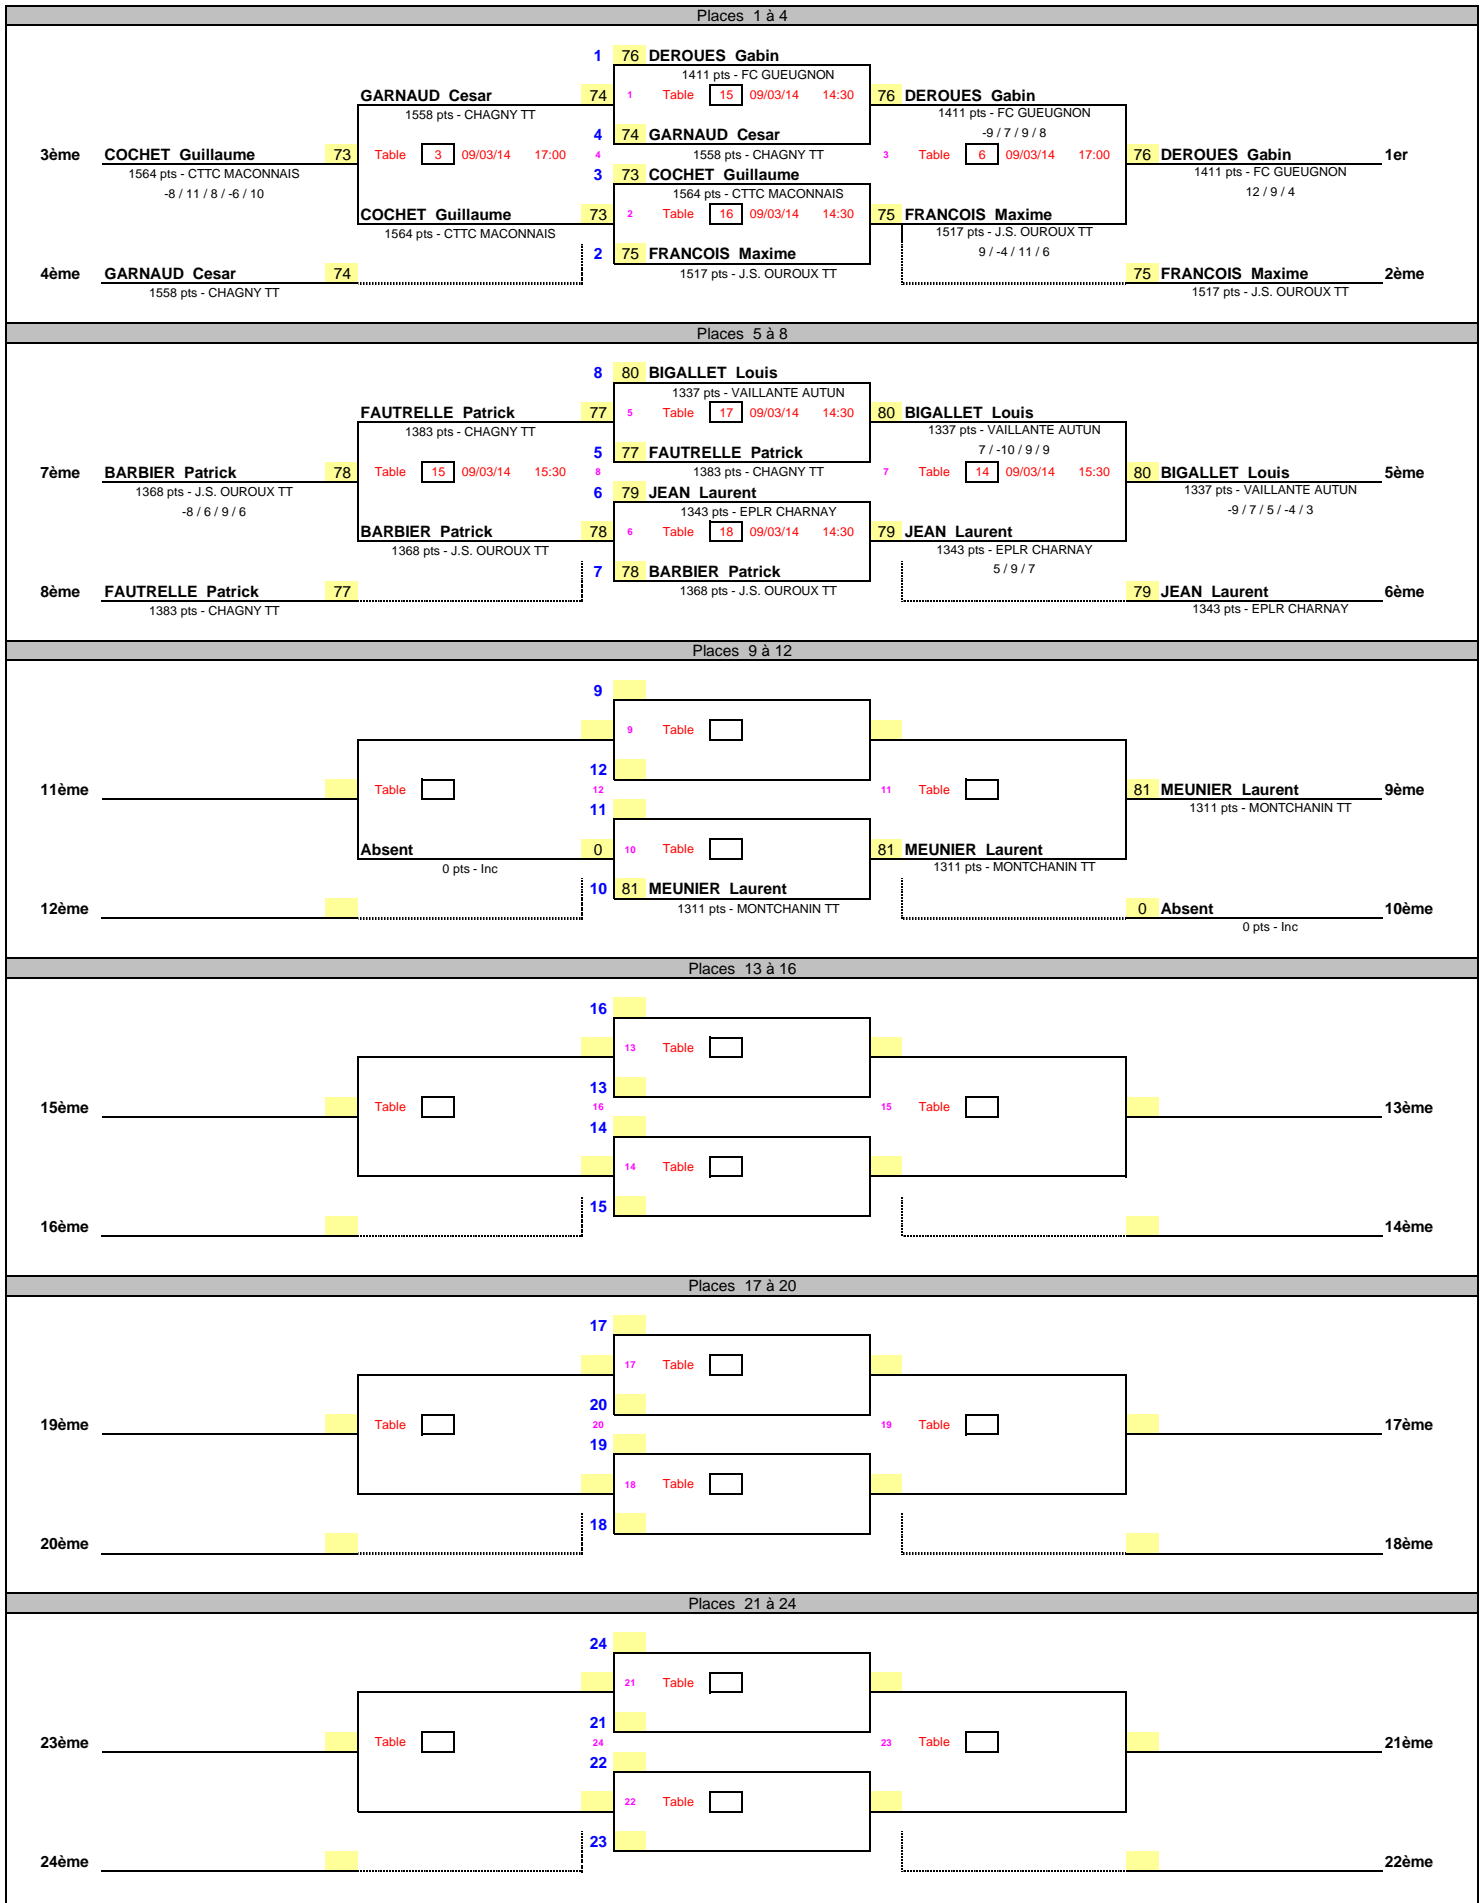 Places 1 à 4
1 76 DEROUES Gabin
1411 pts - FC GUEUGNON
GARNAUD Cesar 74 1 Table 15 09/03/14 14:30 76 DEROUES Gabin
1558 pts - CHAGNY TT 1411 pts - FC GUEUGNON
4 74 GARNAUD Cesar -9 / 7 / 9 / 8
3ème COCHET Guillaume 73 Table 3 09/03/14 17:00 4 1558 pts - CHAGNY TT 3 Table 6 09/03/14 17:00 76 DEROUES Gabin 1er
1564 pts - CTTC MACONNAIS 3 73 COCHET Guillaume 1411 pts - FC GUEUGNON
-8 / 11 / 8 / -6 / 10 1564 pts - CTTC MACONNAIS 12 / 9 / 4
COCHET Guillaume 73 2 Table 16 09/03/14 14:30 75 FRANCOIS Maxime
1564 pts - CTTC MACONNAIS 1517 pts - J.S. OUROUX TT
2 75 FRANCOIS Maxime 9 / -4 / 11 / 6
4ème GARNAUD Cesar 74 1517 pts - J.S. OUROUX TT 75 FRANCOIS Maxime 2ème
1558 pts - CHAGNY TT 1517 pts - J.S. OUROUX TT
Places 5 à 8
8 80 BIGALLET Louis
1337 pts - VAILLANTE AUTUN
FAUTRELLE Patrick 77 5 Table 17 09/03/14 14:30 80 BIGALLET Louis
1383 pts - CHAGNY TT 1337 pts - VAILLANTE AUTUN
5 77 FAUTRELLE Patrick 7 / -10 / 9 / 9
7ème BARBIER Patrick 78 Table 15 09/03/14 15:30 8 1383 pts - CHAGNY TT 7 Table 14 09/03/14 15:30 80 BIGALLET Louis 5ème
1368 pts - J.S. OUROUX TT 6 79 JEAN Laurent 1337 pts - VAILLANTE AUTUN
-8 / 6 / 9 / 6 1343 pts - EPLR CHARNAY -9 / 7 / 5 / -4 / 3
BARBIER Patrick 78 6 Table 18 09/03/14 14:30 79 JEAN Laurent
1368 pts - J.S. OUROUX TT 1343 pts - EPLR CHARNAY
7 78 BARBIER Patrick 5 / 9 / 7
8ème FAUTRELLE Patrick 77 1368 pts - J.S. OUROUX TT 79 JEAN Laurent 6ème
1383 pts - CHAGNY TT 1343 pts - EPLR CHARNAY
Places 9 à 12
9
9 Table
12
11ème Table 12 11 Table 81 MEUNIER Laurent 9ème
11 1311 pts - MONTCHANIN TT
Absent 0 10 Table 81 MEUNIER Laurent
0 pts - Inc 1311 pts - MONTCHANIN TT
10 81 MEUNIER Laurent
12ème 1311 pts - MONTCHANIN TT 0 Absent 10ème
0 pts - Inc
Places 13 à 16
16
13 Table
13
15ème Table 16 15 Table 13ème
14
14 Table
15
16ème 14ème
Places 17 à 20
17
17 Table
20
19ème Table 20 19 Table 17ème
19
18 Table
18
20ème 18ème
Places 21 à 24
24
21 Table
21
23ème Table 24 23 Table 21ème
22
22 Table
23
24ème 22ème